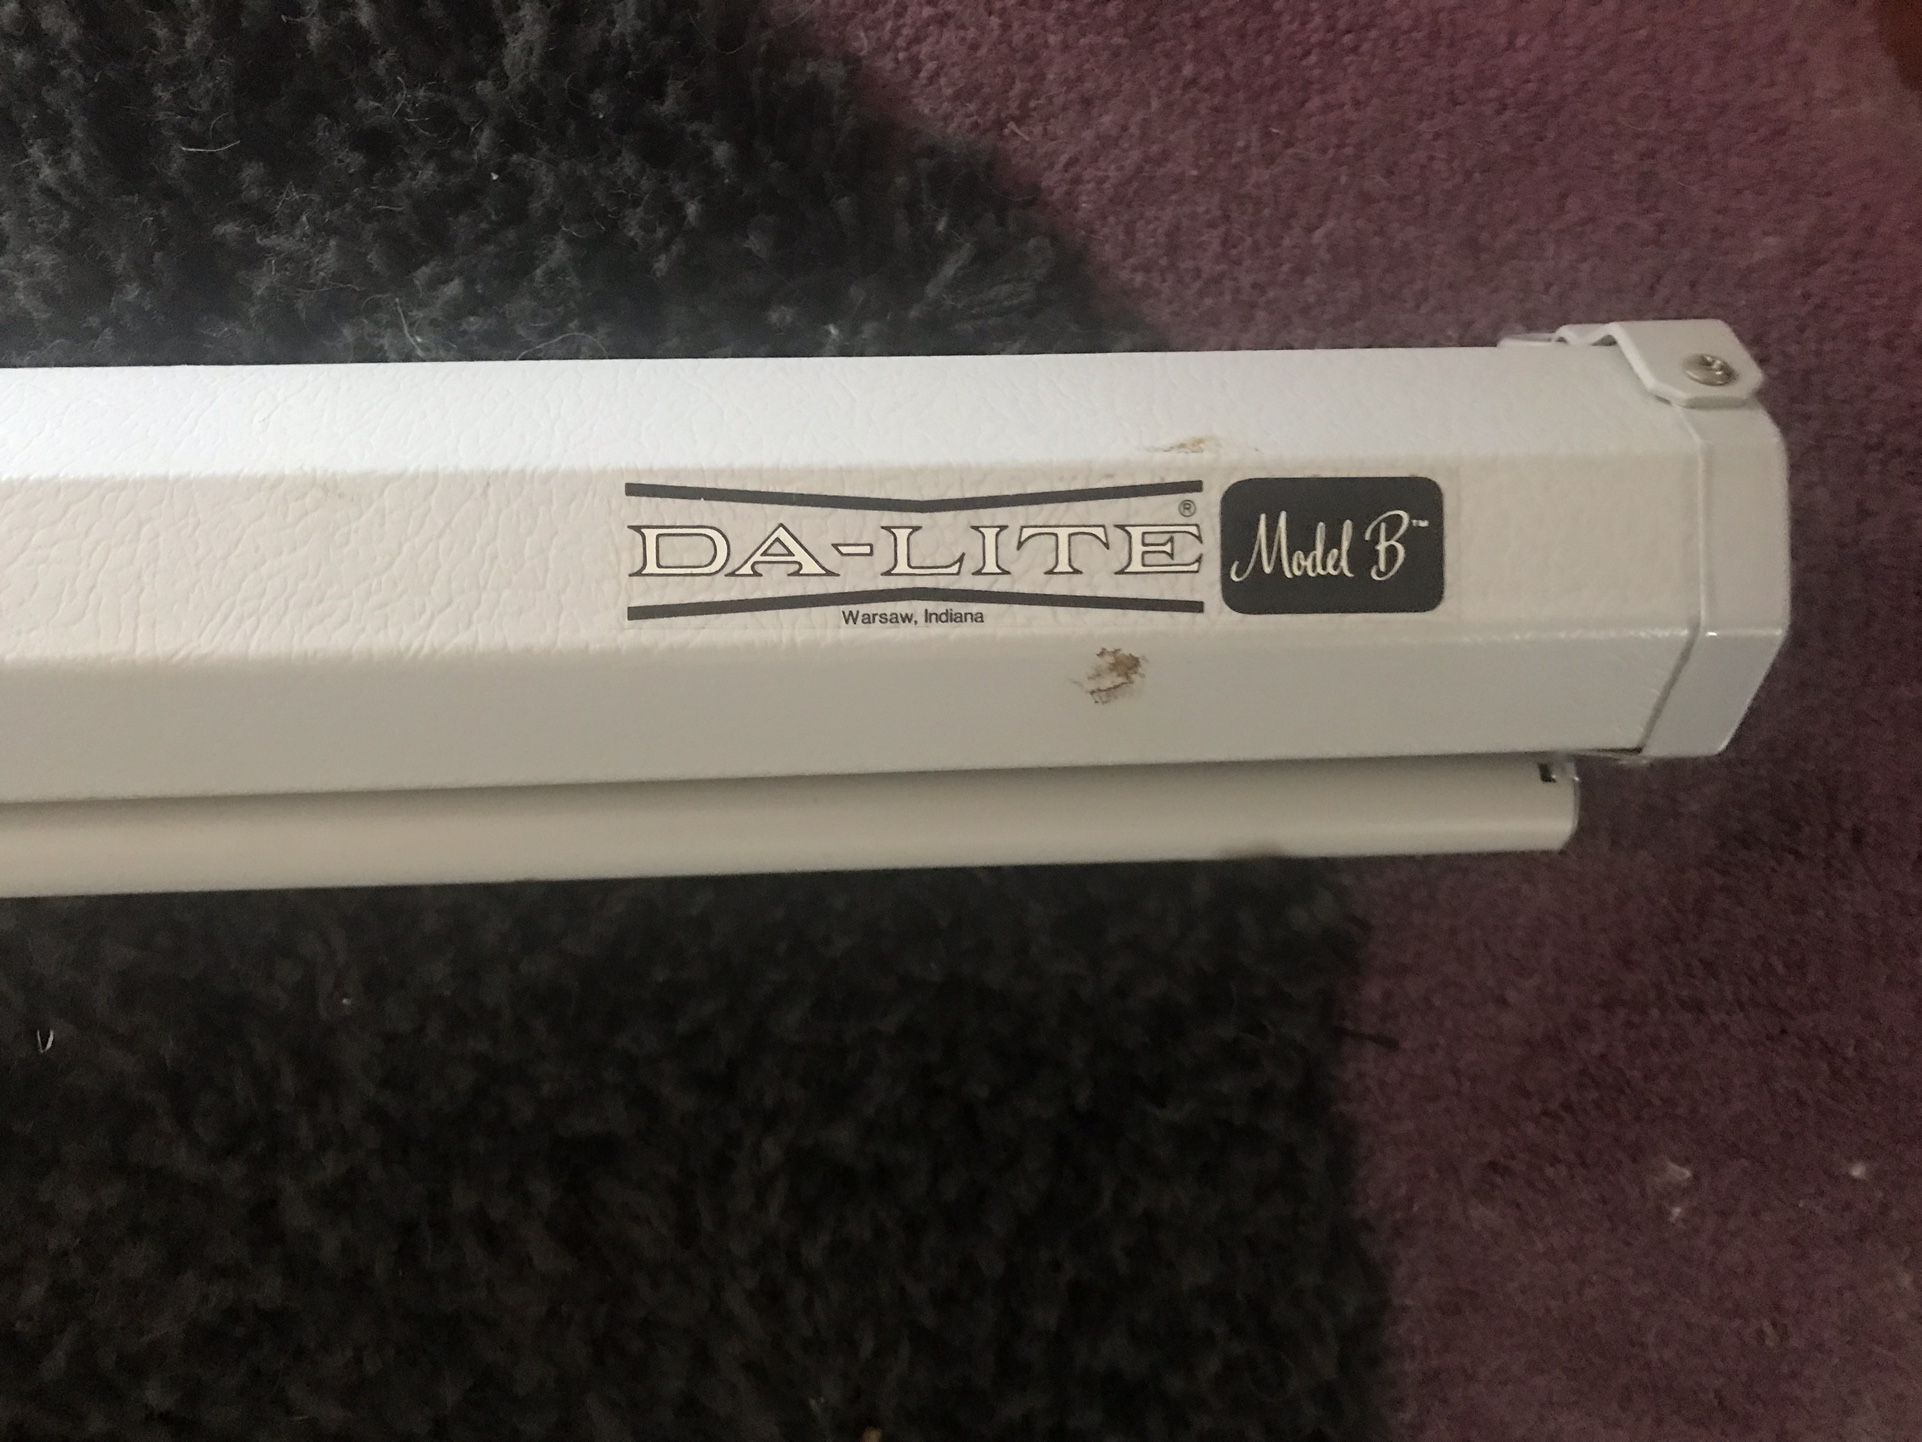 DA-LITE®
Warsaw, Indiana
Model B™